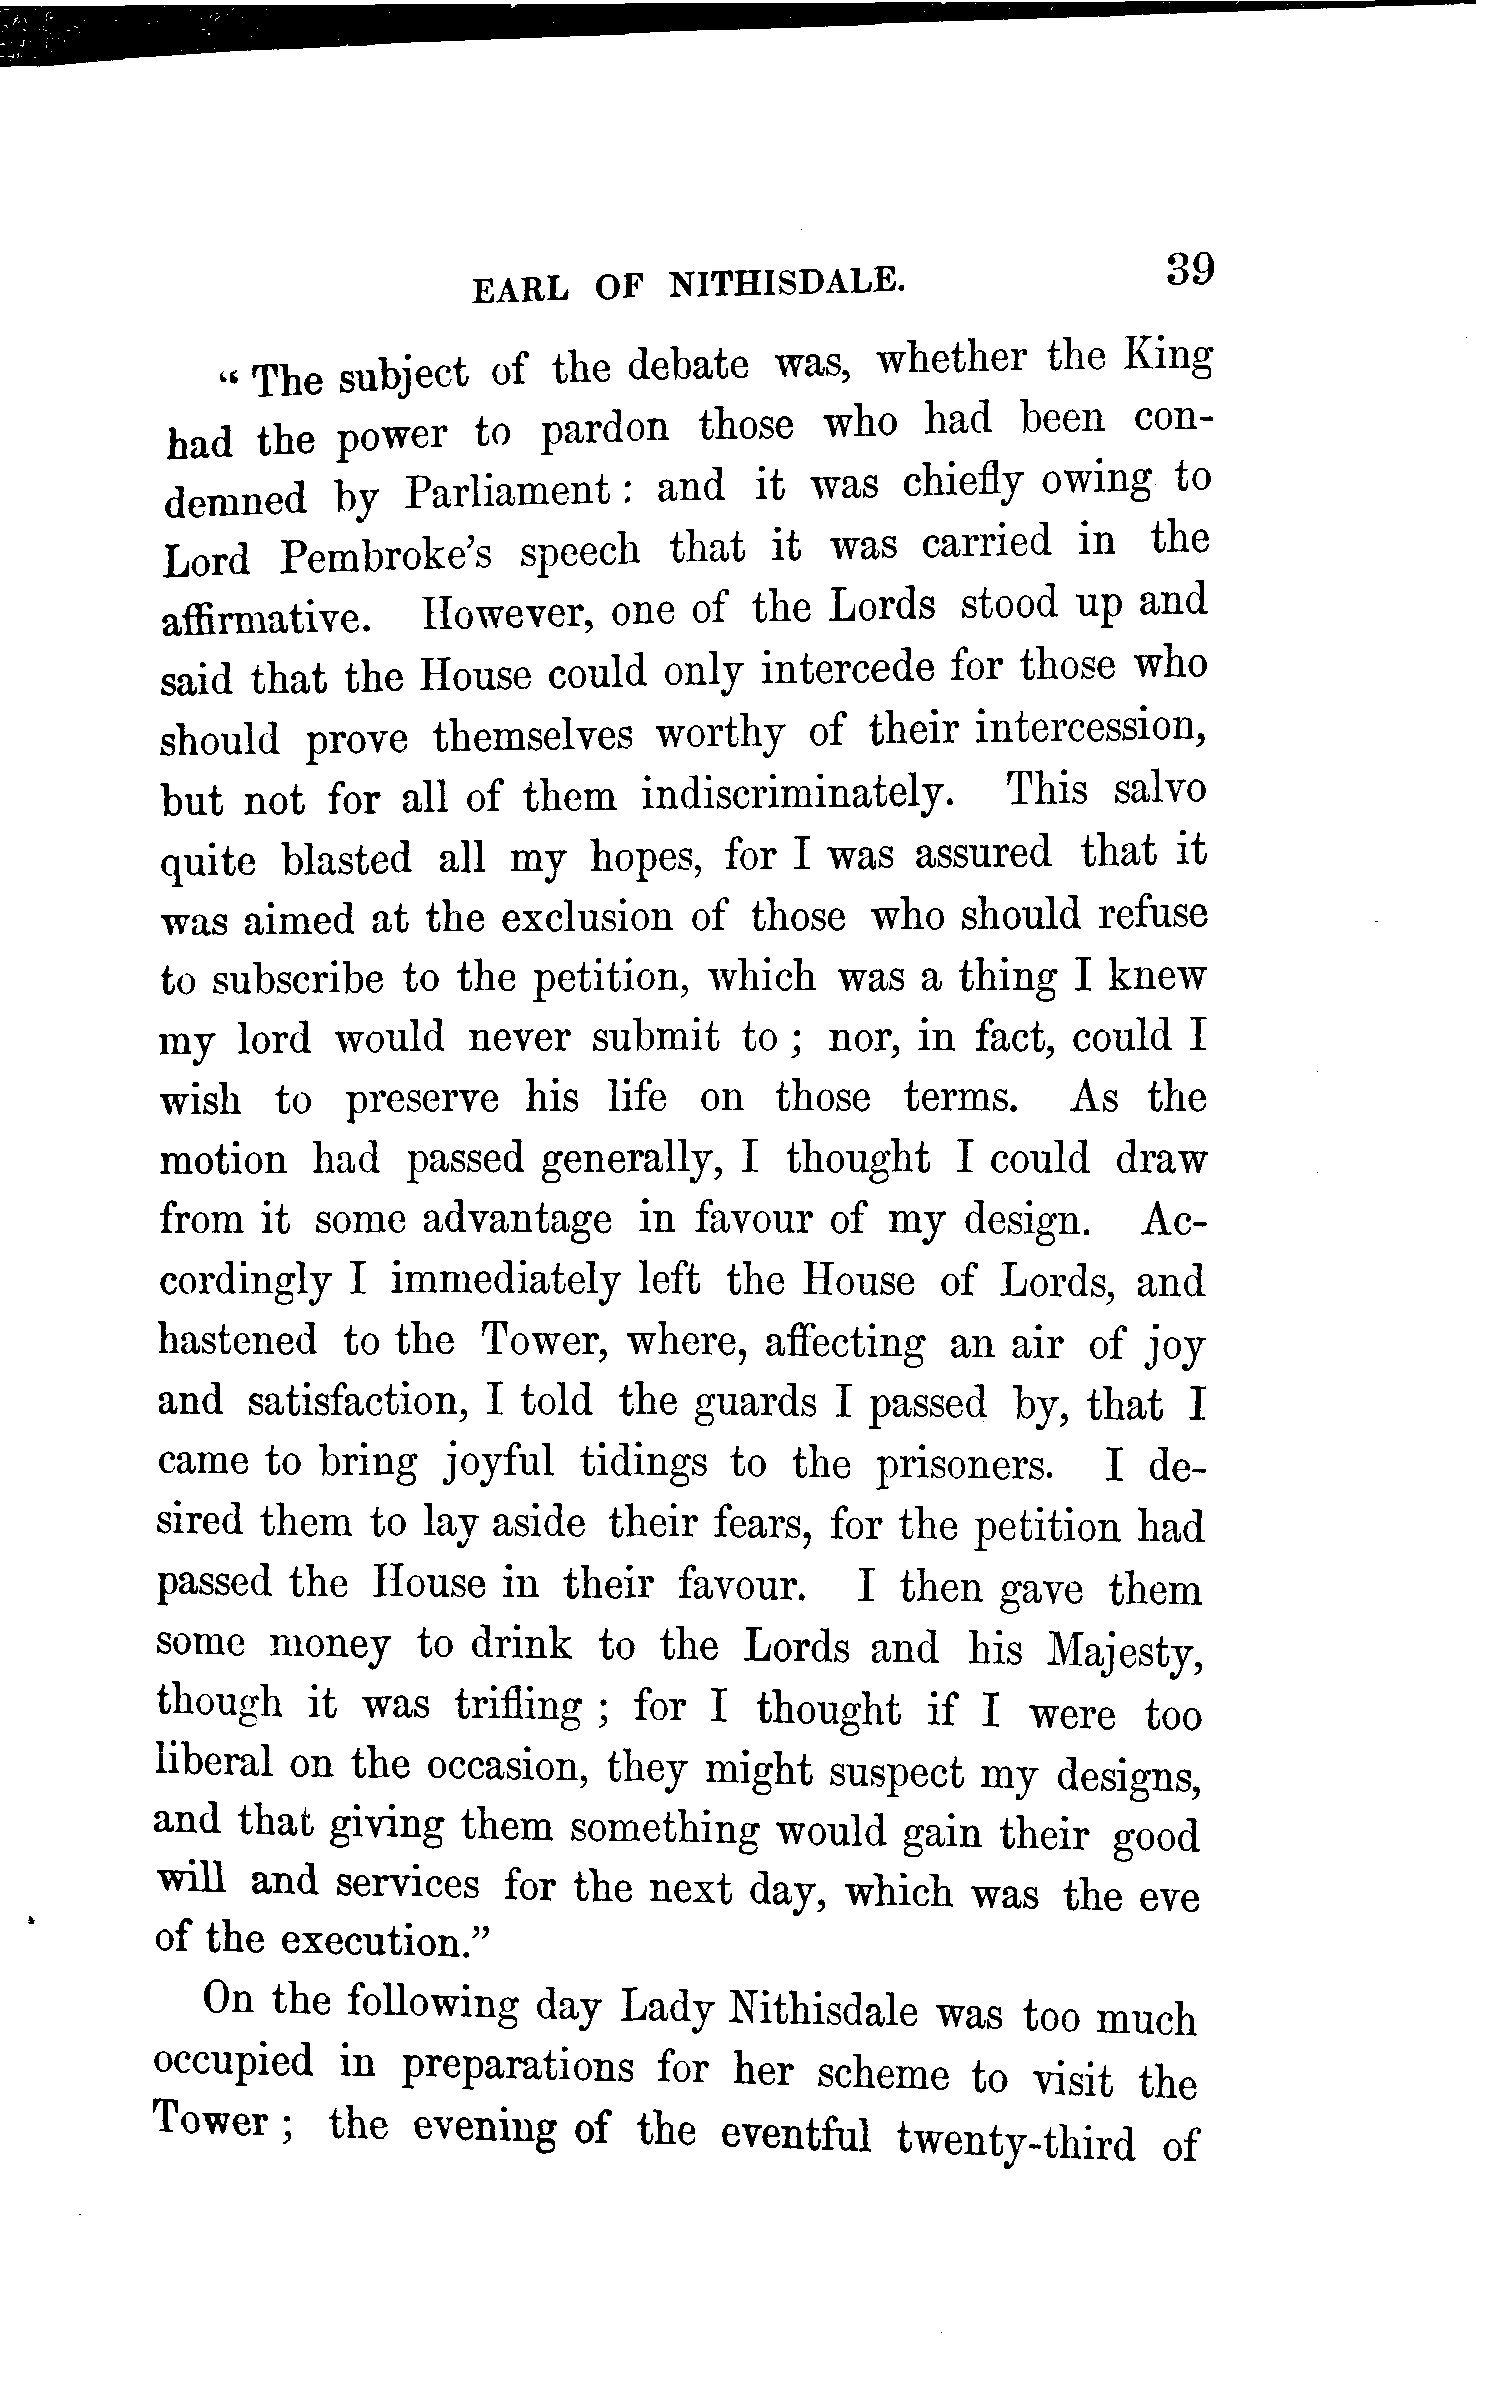 EARL OF NITHISDALE. 39
“ The subject of the debate was, whether the King
had the power to pardon those who had been con-
demned by Parliament : and it was chiefly owing to
Lord Pembroke’s speech that it was carried in the
affirmative. However, one of the Lords stood up and
said that the House could only intercede for those who
should prove themselves worthy of their intercession,
but not for all of them indiscriminately. This salvo
quite blasted all my hopes, for I was assured that it
was aimed at the exclusion of those who should refuse
to subscribe to the petition, which was a thing I knew
my lord would never submit to ; nor, in fact, could I
wish to preserve his life on those terms. As the
motion had passed generally, I thought I could draw
from it some advantage in favour of my design. Ac-
cordingly I immediately left the House of Lords, and
hastened to the Tower, where, affecting an air of joy
and satisfaction, I told the guards I passed by, that I
came to bring joyful tidings to the prisoners. I de-
sired them to lay aside their fears, for the petition had
passed the House in their favour. I then gave them
some money to drink to the Lords and his Majesty,
though it was trifling ; for I thought if I were too
liberal on the occasion, they might suspect my designs,
and that giving them something would gain their good
will and services for the next day, which was the eve
of the execution.”
On the following day Lady Nithisdale was too much
occupied in preparations for her scheme to visit the
Tower ; the evening of the eventful twenty-third of